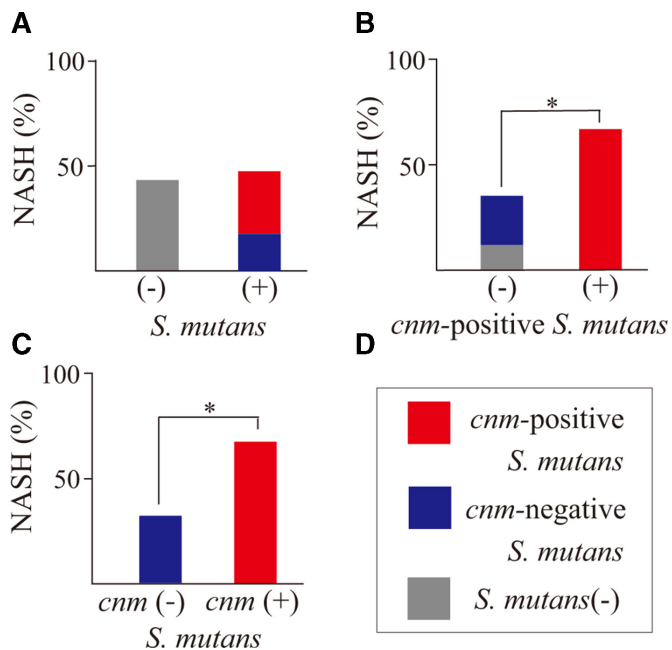 A
100
50
NASH (%)
(-) (+)
S. mutans
B
100
50
NASH (%)
*
(-) (+)
cnm-positive S. mutans
C
100
50
NASH (%)
*
cnm (-) cnm (+)
S. mutans
D
cnm-positive
S. mutans
cnm-negative
S. mutans
S. mutans(-)